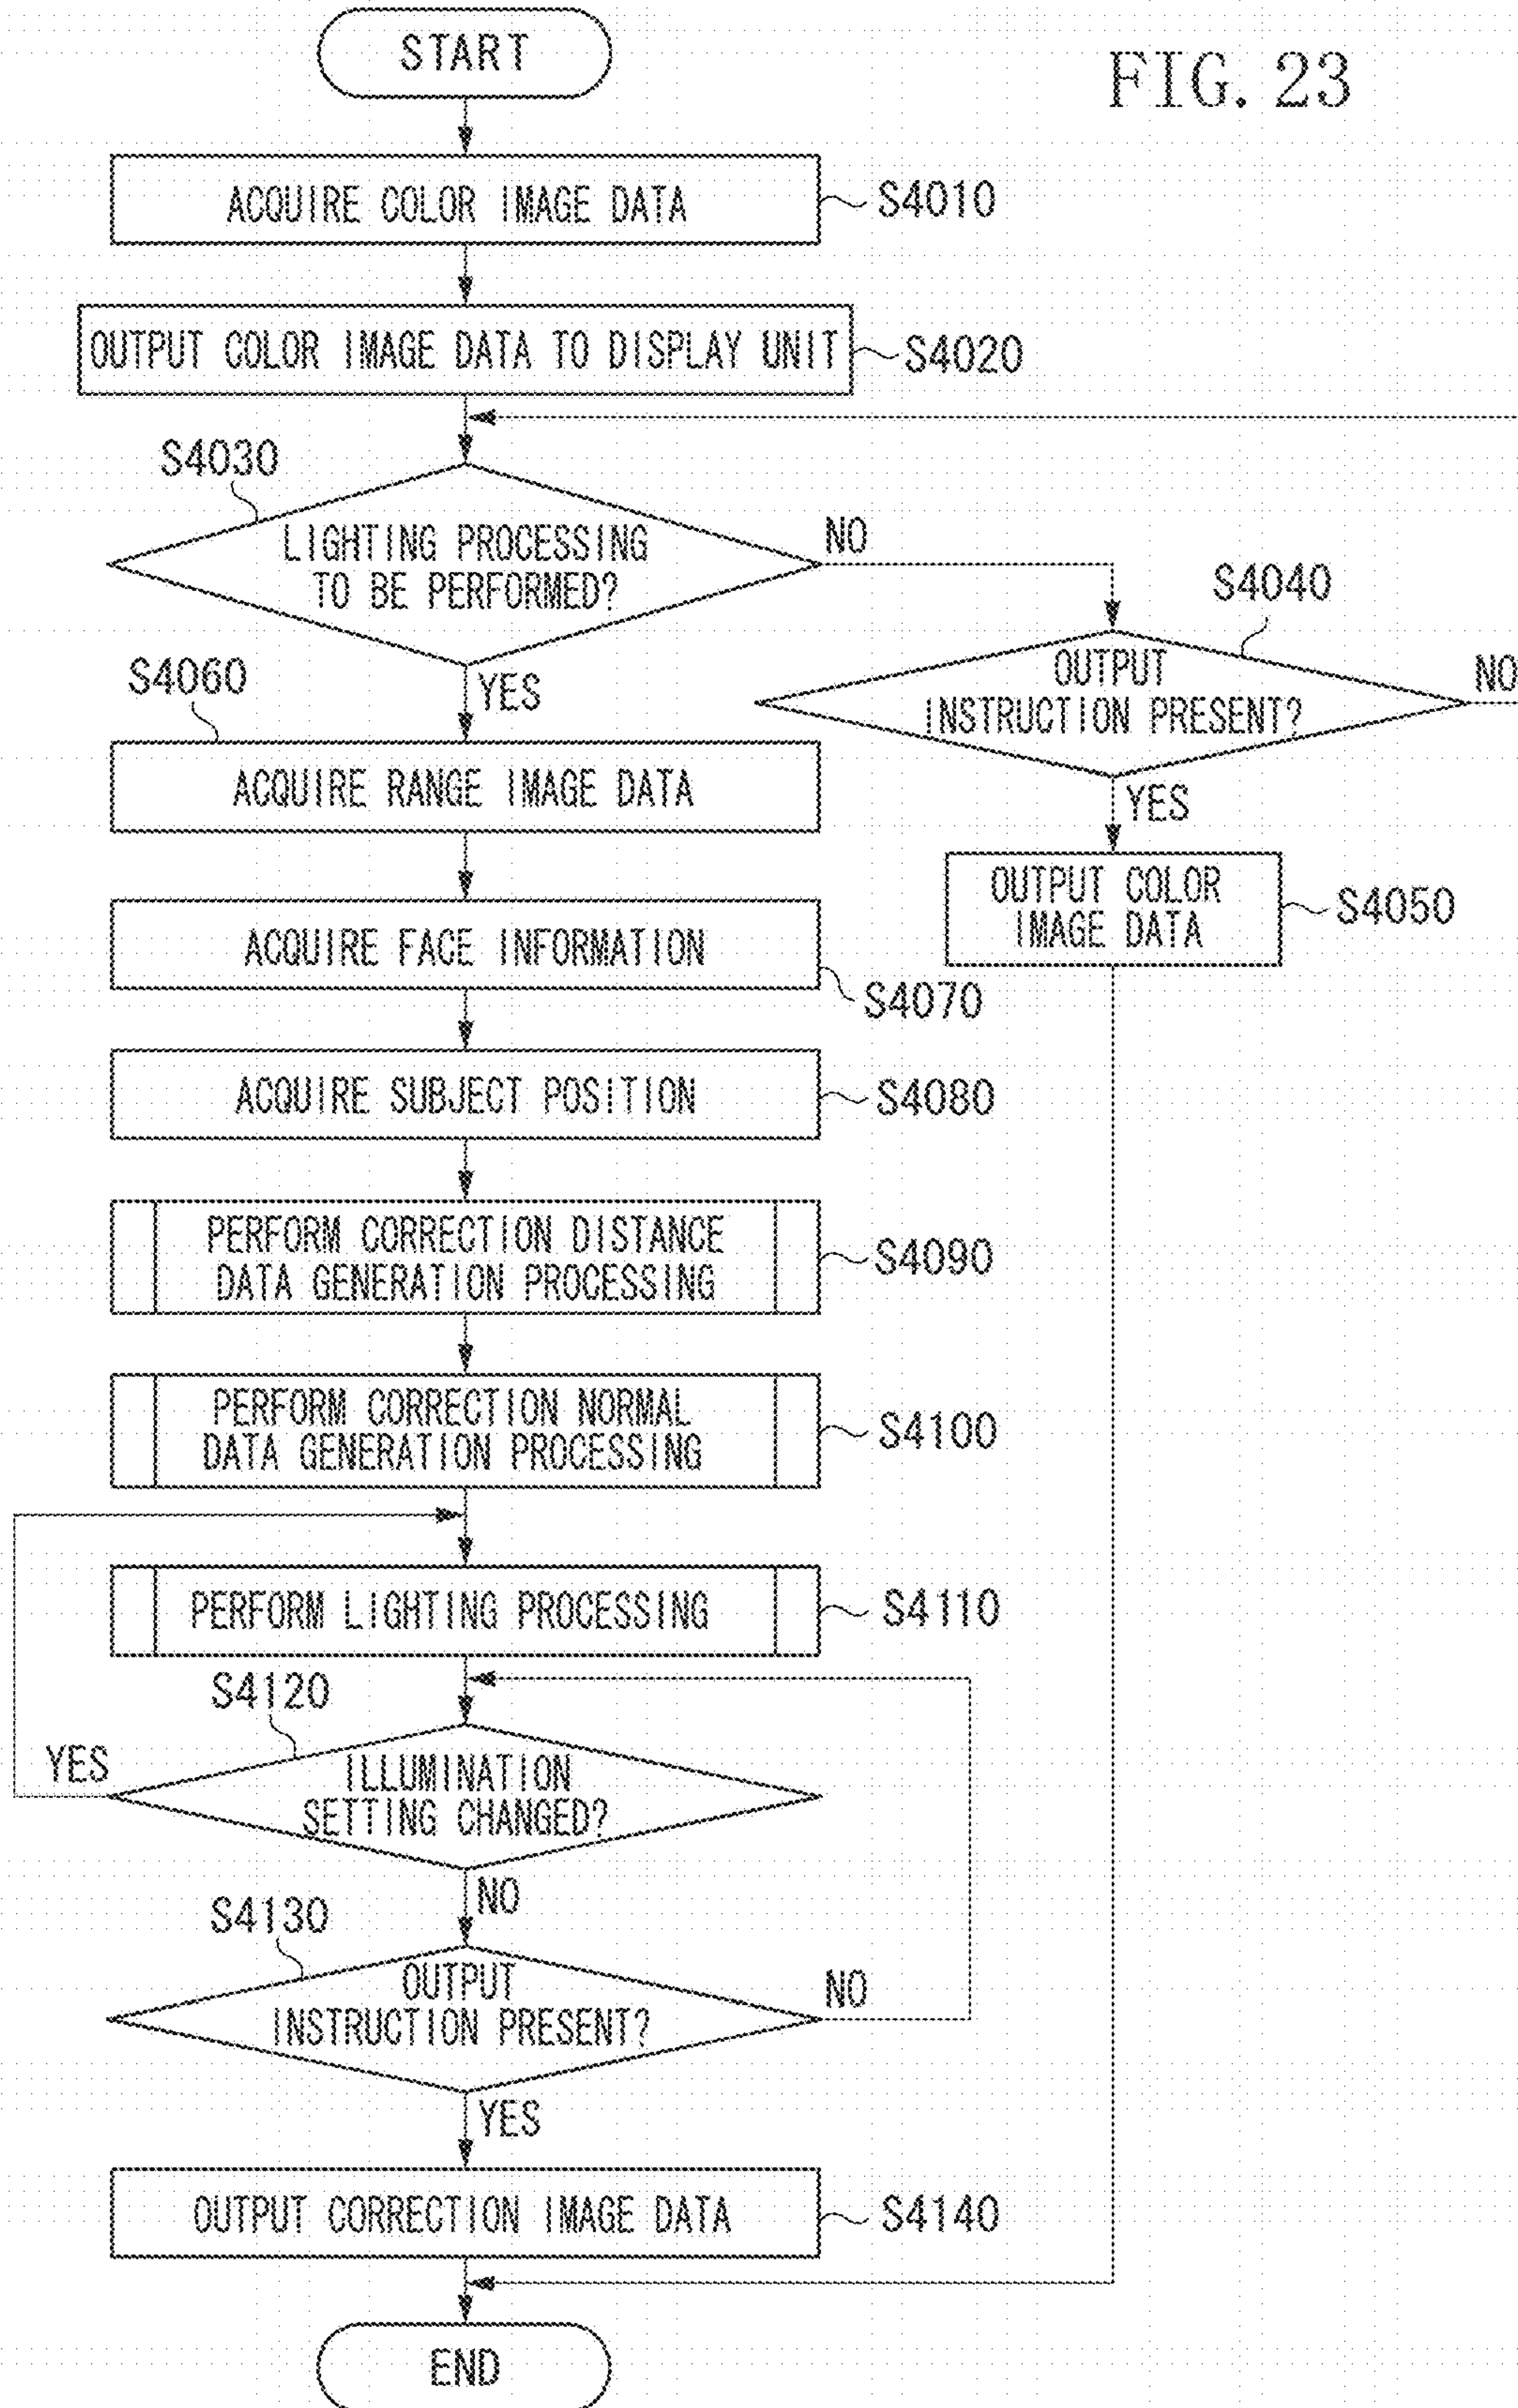 START
FIG. 23
ACQUIRE COLOR IMAGE DATA
S4010
OUTPUT COLOR IMAGE DATA TO DISPLAY UNIT
S4020
S4030
LIGHTING PROCESSING
TO BE PERFORMED?
NO
YES
S4040
OUTPUT
INSTRUCTION PRESENT?
NO
YES
OUTPUT COLOR
IMAGE DATA
S4050
S4060
ACQUIRE RANGE IMAGE DATA
ACQUIRE FACE INFORMATION
S4070
ACQUIRE SUBJECT POSITION
S4080
PERFORM CORRECTION DISTANCE
DATA GENERATION PROCESSING
S4090
PERFORM CORRECTION NORMAL
DATA GENERATION PROCESSING
S4100
PERFORM LIGHTING PROCESSING
S4110
S4120
YES
ILLUMINATION
SETTING CHANGED?
NO
S4130
OUTPUT
INSTRUCTION PRESENT?
NO
YES
OUTPUT CORRECTION IMAGE DATA
S4140
END